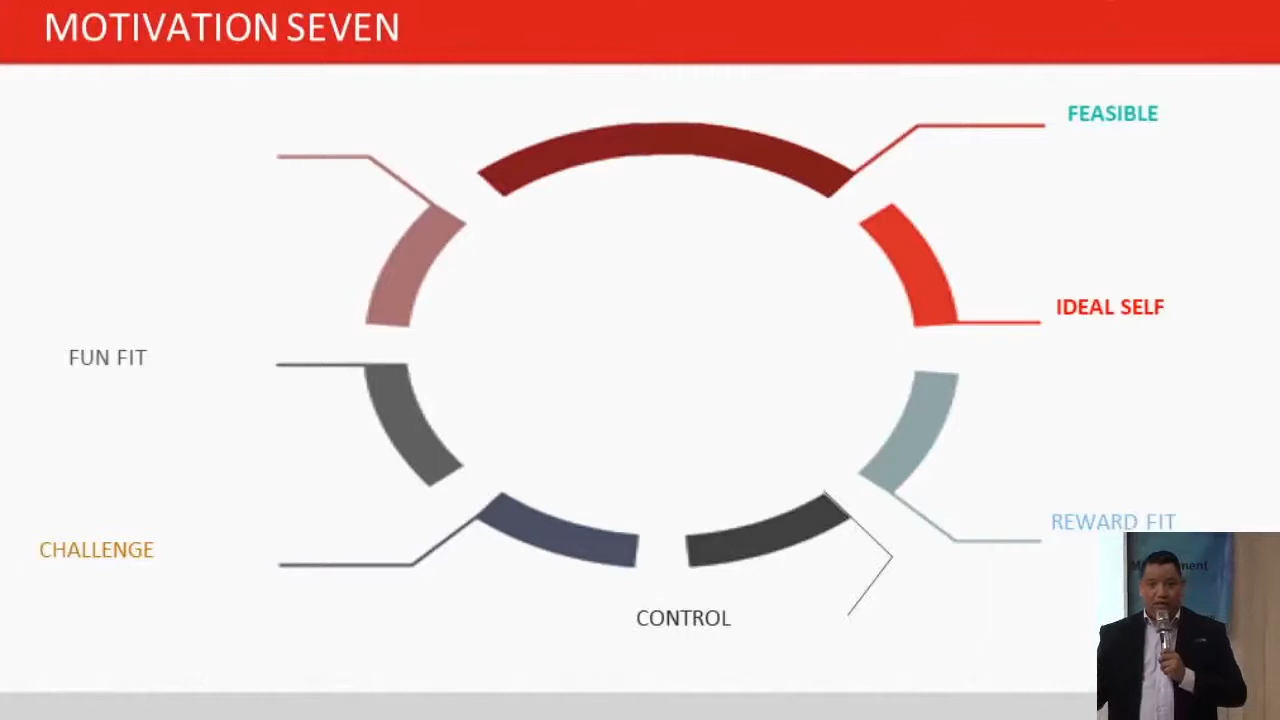 MOTIVATION SEVEN
FEASIBLE
IDEAL SELF
FUN FIT
REWARD FIT
CHALLENGE
CONTROL